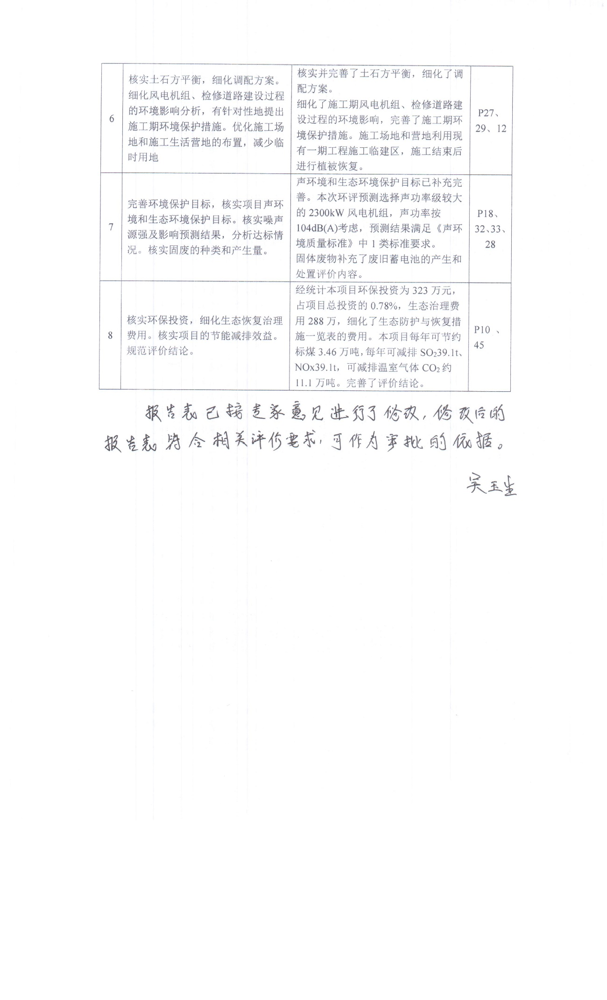 6
核实土石方平衡，细化调配方案。
细化风电机组、检修道路建设过程
的环境影响分析，有针对性地提出
施工期环境保护措施。优化施工场
地和施工生活营地的布置，减少临
时用地
核实并完善了土石方平衡，细化了调
配方案。
细化了施工期风电机组、检修道路建
设过程的环境影响，完善了施工期环
境保护措施。施工场地和营地利用现
有一期工程施工临建区，施工结束后
进行植被恢复。
P27、
29、12
7
完善环境保护目标，核实项目声环
境和生态环境保护目标。核实噪声
源强及影响预测结果，分析达标情
况。核实固废的种类和产生量。
声环境和生态环境保护目标已补充完
善。本次环评预测选择声功率级较大
的 2300kW 风电机组，声功率按
104dB(A)考虑，预测结果满足《声环
境质量标准》中 1 类标准要求。
固体废物补充了废旧蓄电池的产生和
处置评价内容。
P18、
32、33、
28
8
核实环保投资，细化生态恢复治理
费用。核实项目的节能减排效益。
规范评价结论。
经统计本项目环保投资为 323 万元，
占项目总投资的 0.78%，生态治理费
用 288 万，细化了生态防护与恢复措
施一览表的费用。本项目每年可节约
标煤 3.46 万吨，每年可减排 SO₂39.1t、
NOx39.1t，可减排温室气体 CO₂ 约
11.1 万吨。完善了评价结论。
P10 、
45
报告表已按专家意见进行了修改，修改后的
报告表符合相关评价要求，可作为审批的依据。
吴玉生